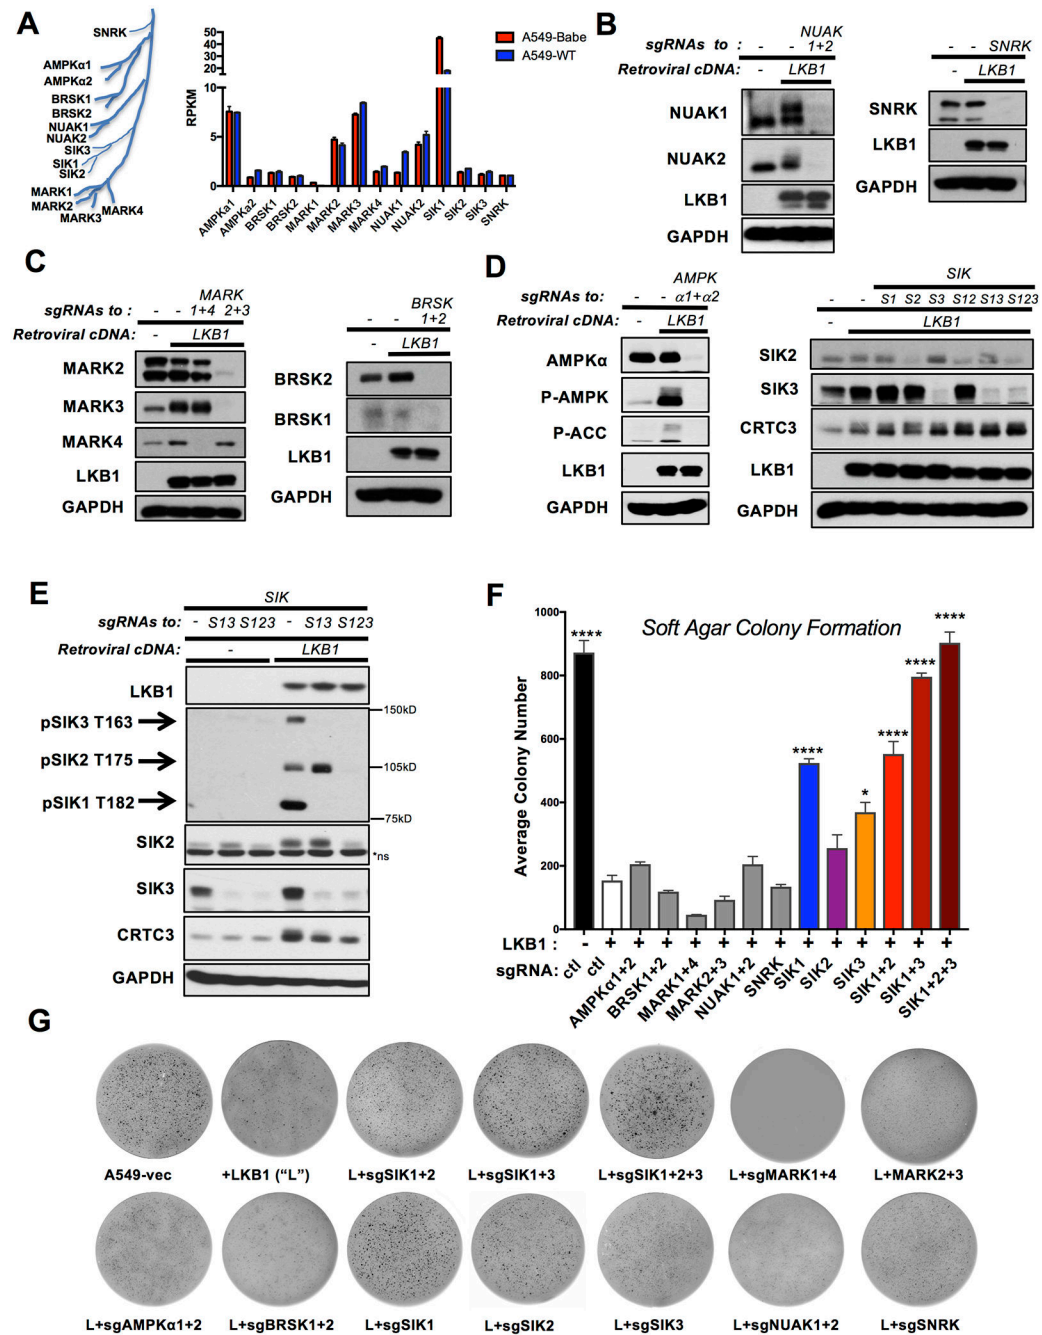 A
SNRK
AMPKα1
AMPKα2
BRSK1
BRSK2
NUAK1
NUAK2
SIK3
SIK1
SIK2
MARK1
MARK2
MARK3
MARK4
RPKM
50
40
30
20
10
0
A549-Babe
A549-WT
AMPKa1
AMPKa2
BRSK1
BRSK2
MARK1
MARK2
MARK3
MARK4
NUAK1
NUAK2
SIK1
SIK2
SIK3
SNRK
B
NUAK
sgRNAs to : - - 1+2
Retroviral cDNA: - LKB1
NUAK1
NUAK2
LKB1
GAPDH
- - SNRK
- LKB1
SNRK
LKB1
GAPDH
C
MARK
sgRNAs to : - - 1+4 2+3
Retroviral cDNA: - LKB1
MARK2
MARK3
MARK4
LKB1
GAPDH
BRSK
- - 1+2
- LKB1
BRSK2
BRSK1
LKB1
GAPDH
D
AMPK
sgRNAs to: - - α1+α2
Retroviral cDNA: - LKB1
AMPKα
P-AMPK
P-ACC
LKB1
GAPDH
SIK
- - S1 S2 S3 S12 S13 S123
- LKB1
SIK2
SIK3
CRTC3
LKB1
GAPDH
E
SIK
sgRNAs to: - S13 S123 - S13 S123
Retroviral cDNA: - LKB1
LKB1
pSIK3 T163
pSIK2 T175
pSIK1 T182
150kD
105kD
75kD
SIK2
*ns
SIK3
CRTC3
GAPDH
F
Soft Agar Colony Formation
Average Colony Number
1000
800
600
400
200
0
****
****
*
****
****
****
LKB1 : - + + + + + + + + + + + + +
sgRNA: ctl ctl AMPKα1+2 BRSK1+2 MARK1+4 MARK2+3 NUAK1+2 SNRK SIK1 SIK2 SIK3 SIK1+2 SIK1+3 SIK1+2+3
G
A549-vec
+LKB1 (“L”)
L+sgSIK1+2
L+sgSIK1+3
L+sgSIK1+2+3
L+sgMARK1+4
L+MARK2+3
L+sgAMPKα1+2
L+sgBRSK1+2
L+sgSIK1
L+sgSIK2
L+sgSIK3
L+sgNUAK1+2
L+sgSNRK